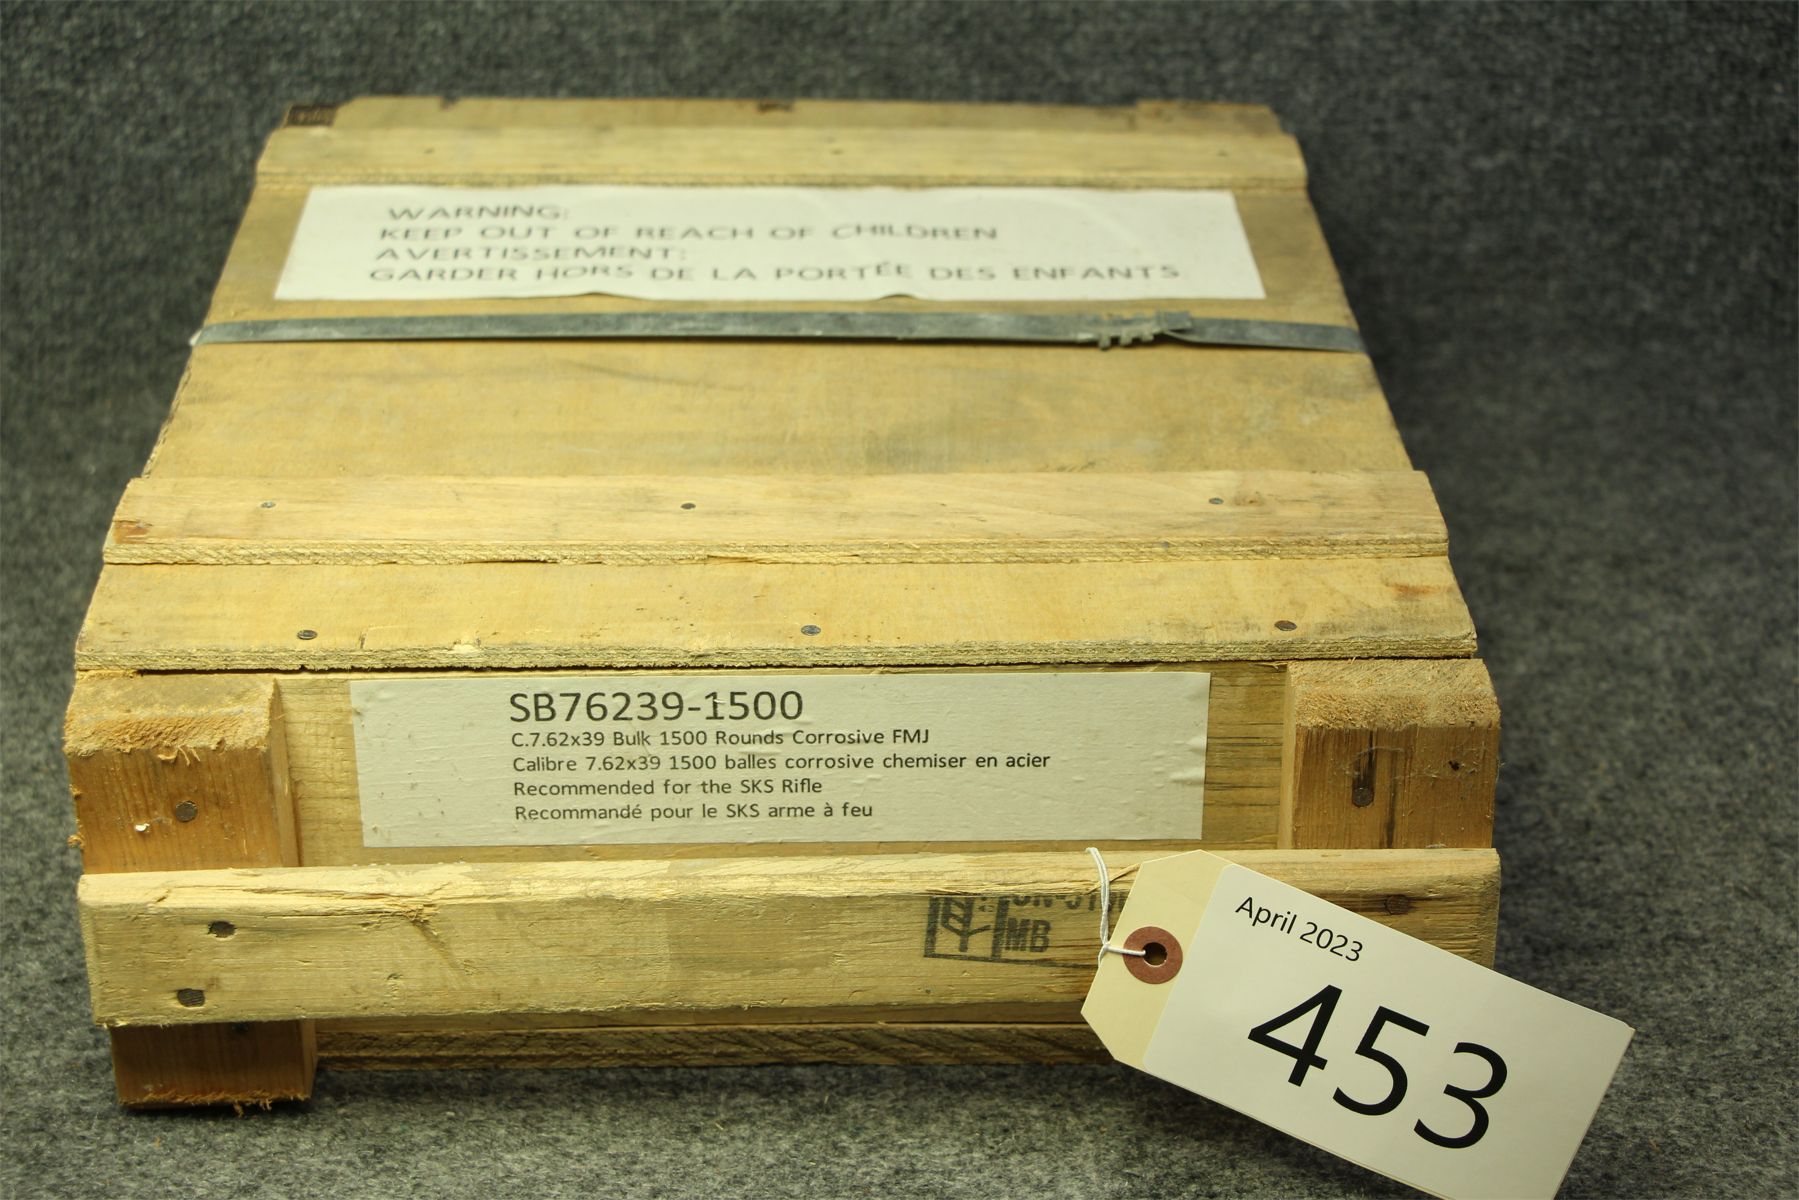 WARNING:
KEEP OUT OF REACH OF CHILDREN
AVERTISSEMENT:
GARDER HORS DE LA PORTÉE DES ENFANTS
SB76239-1500
C.7.62x39 Bulk 1500 Rounds Corrosive FMJ
Calibre 7.62x39 1500 balles corrosive chemiser en acier
Recommended for the SKS Rifle
Recommandé pour le SKS arme à feu
MB
April 2023
453